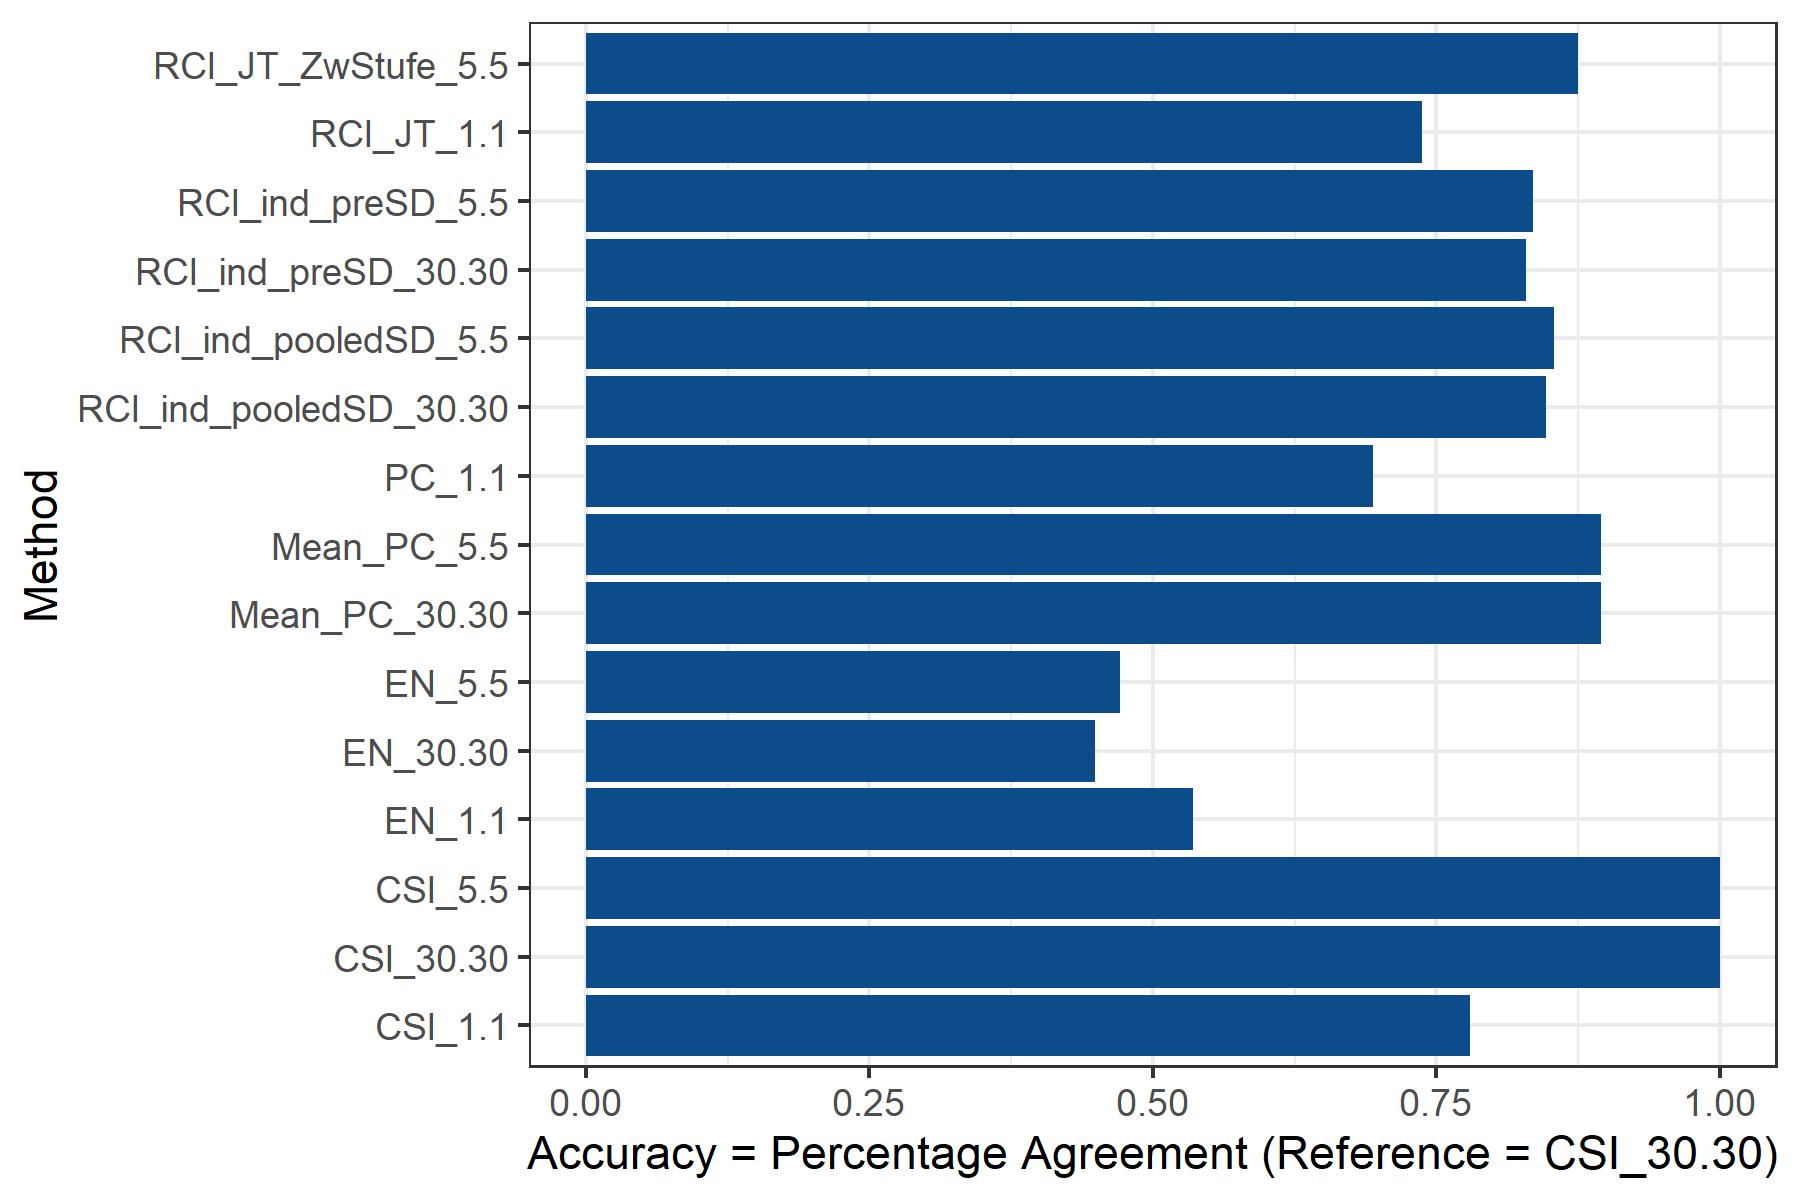 RCI_JT_ZwStufe_5.5
RCI_JT_1.1
RCI_ind_preSD_5.5
RCI_ind_preSD_30.30
RCI_ind_pooledSD_5.5
RCI_ind_pooledSD_30.30
PC_1.1
Mean_PC_5.5
Mean_PC_30.30
EN_5.5
EN_30.30
EN_1.1
CSI_5.5
CSI_30.30
CSI_1.1
Method
0.00 0.25 0.50 0.75 1.00
Accuracy = Percentage Agreement (Reference = CSI_30.30)